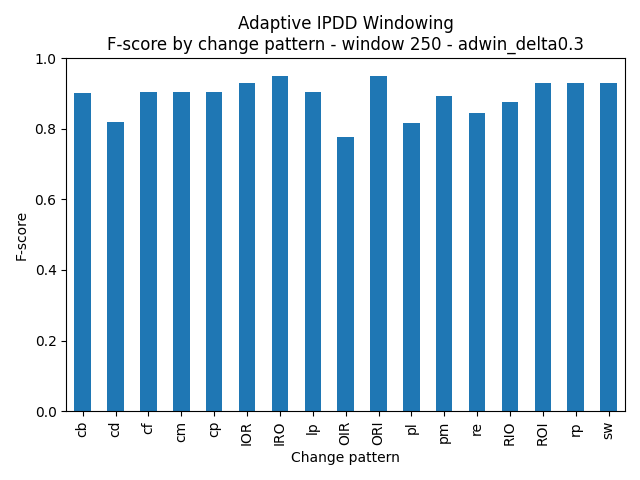 Adaptive IPDD Windowing
F-score by change pattern - window 250 - adwin_delta0.3
1.0
0.8
0.6
0.4
0.2
0.0
F-score
cb
cd
cf
cm
cp
IOR
IRO
lp
OIR
ORI
pl
pm
re
RIO
ROI
rp
sw
Change pattern